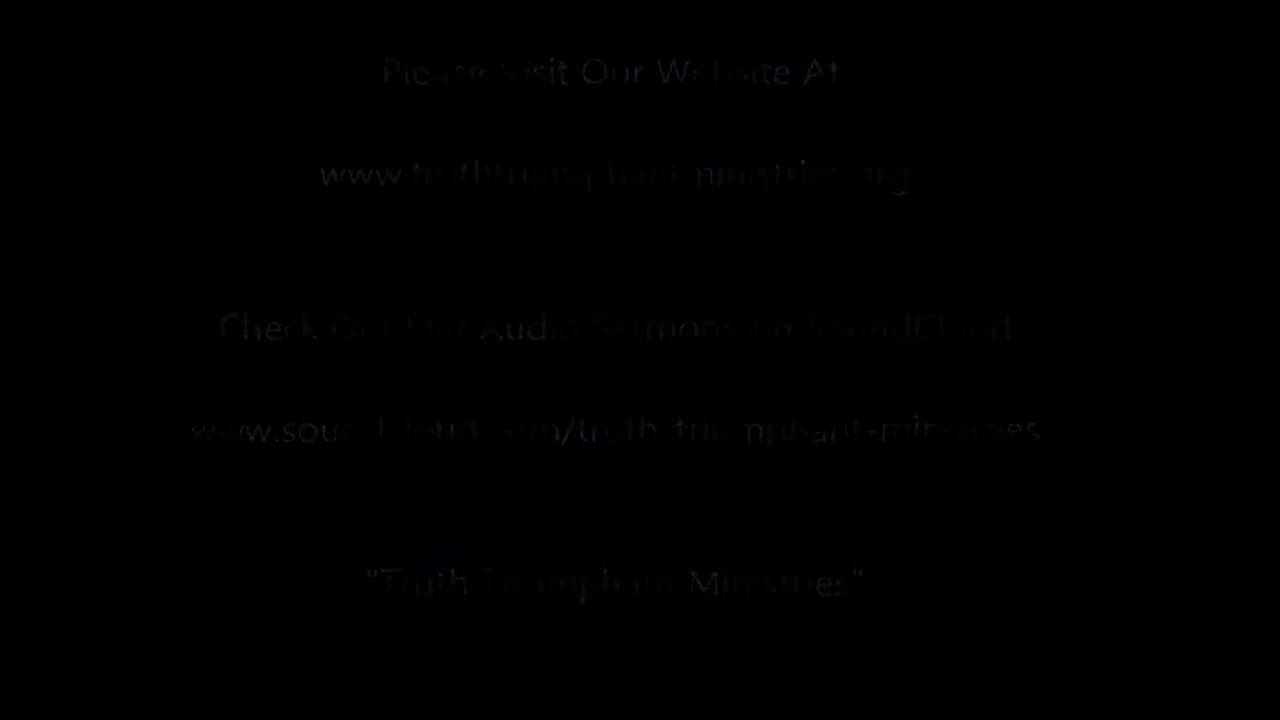 Please Visit Our Website At
www.truthtriumphantministries.org
Check Out Our Audio Sermons on SoundCloud
www.soundcloud.com/truth-triumphant-ministries
"Truth Triumphant Ministries"